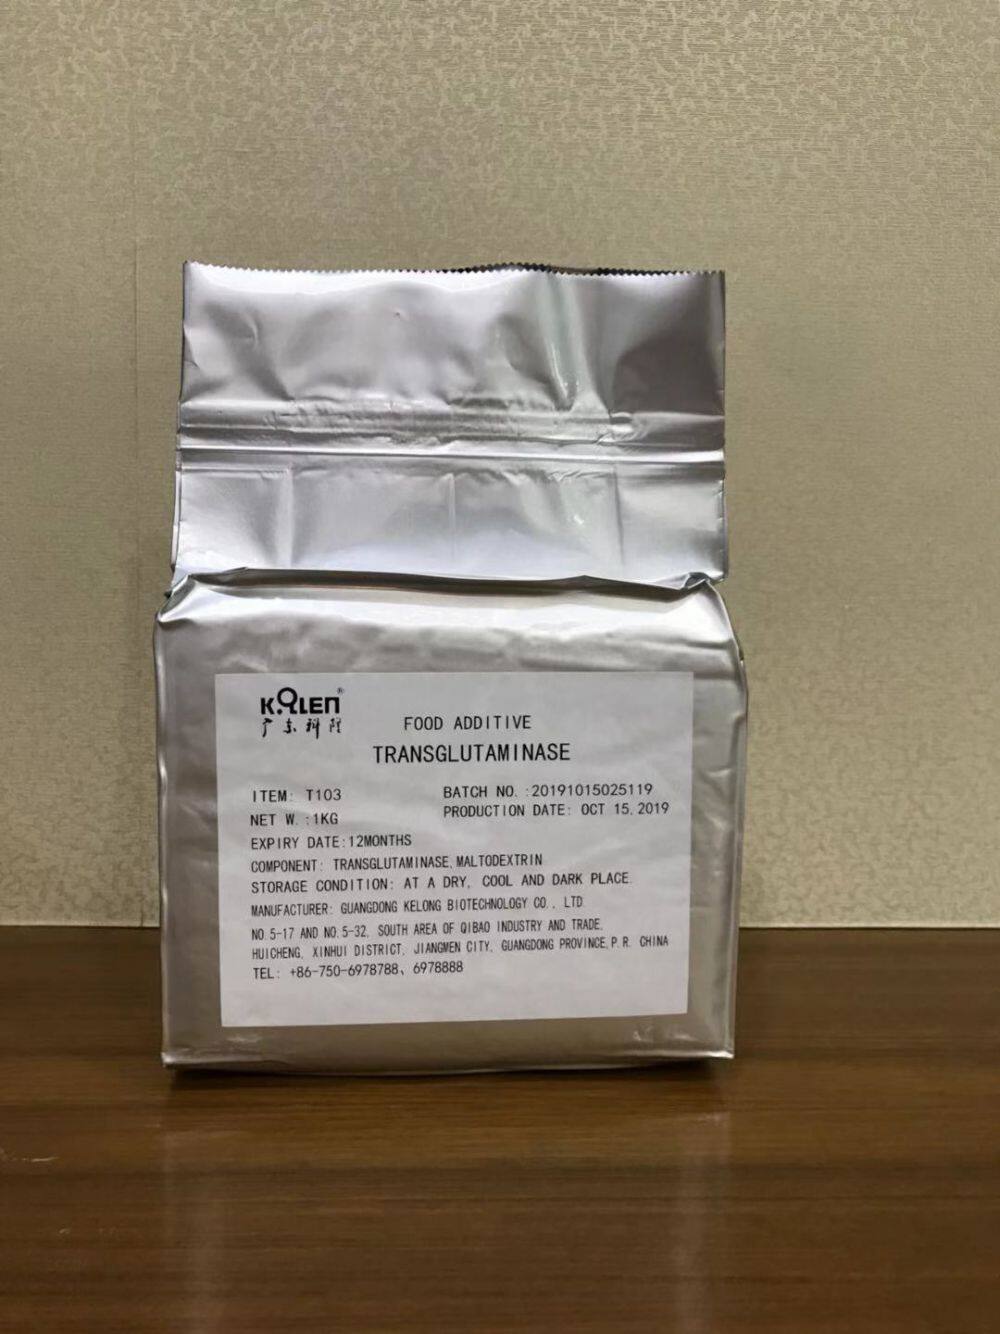 KOLEN®
广东科隆
FOOD ADDITIVE
TRANSGLUTAMINASE
ITEM: T103
BATCH NO.:20191015025119
NET W.:1KG
PRODUCTION DATE: OCT 15.2019
EXPIRY DATE:12MONTHS
COMPONENT: TRANSGLUTAMINASE, MALTODEXTRIN
STORAGE CONDITION: AT A DRY, COOL AND DARK PLACE.
MANUFACTURER: GUANGDONG KELONG BIOTECHNOLOGY CO., LTD.
NO.5-17 AND NO.5-32, SOUTH AREA OF QIBAO INDUSTRY AND TRADE,
HUICHENG, XINHUI DISTRICT, JIANGMEN CITY, GUANGDONG PROVINCE,P.R. CHINA
TEL: +86-750-6978788、6978888